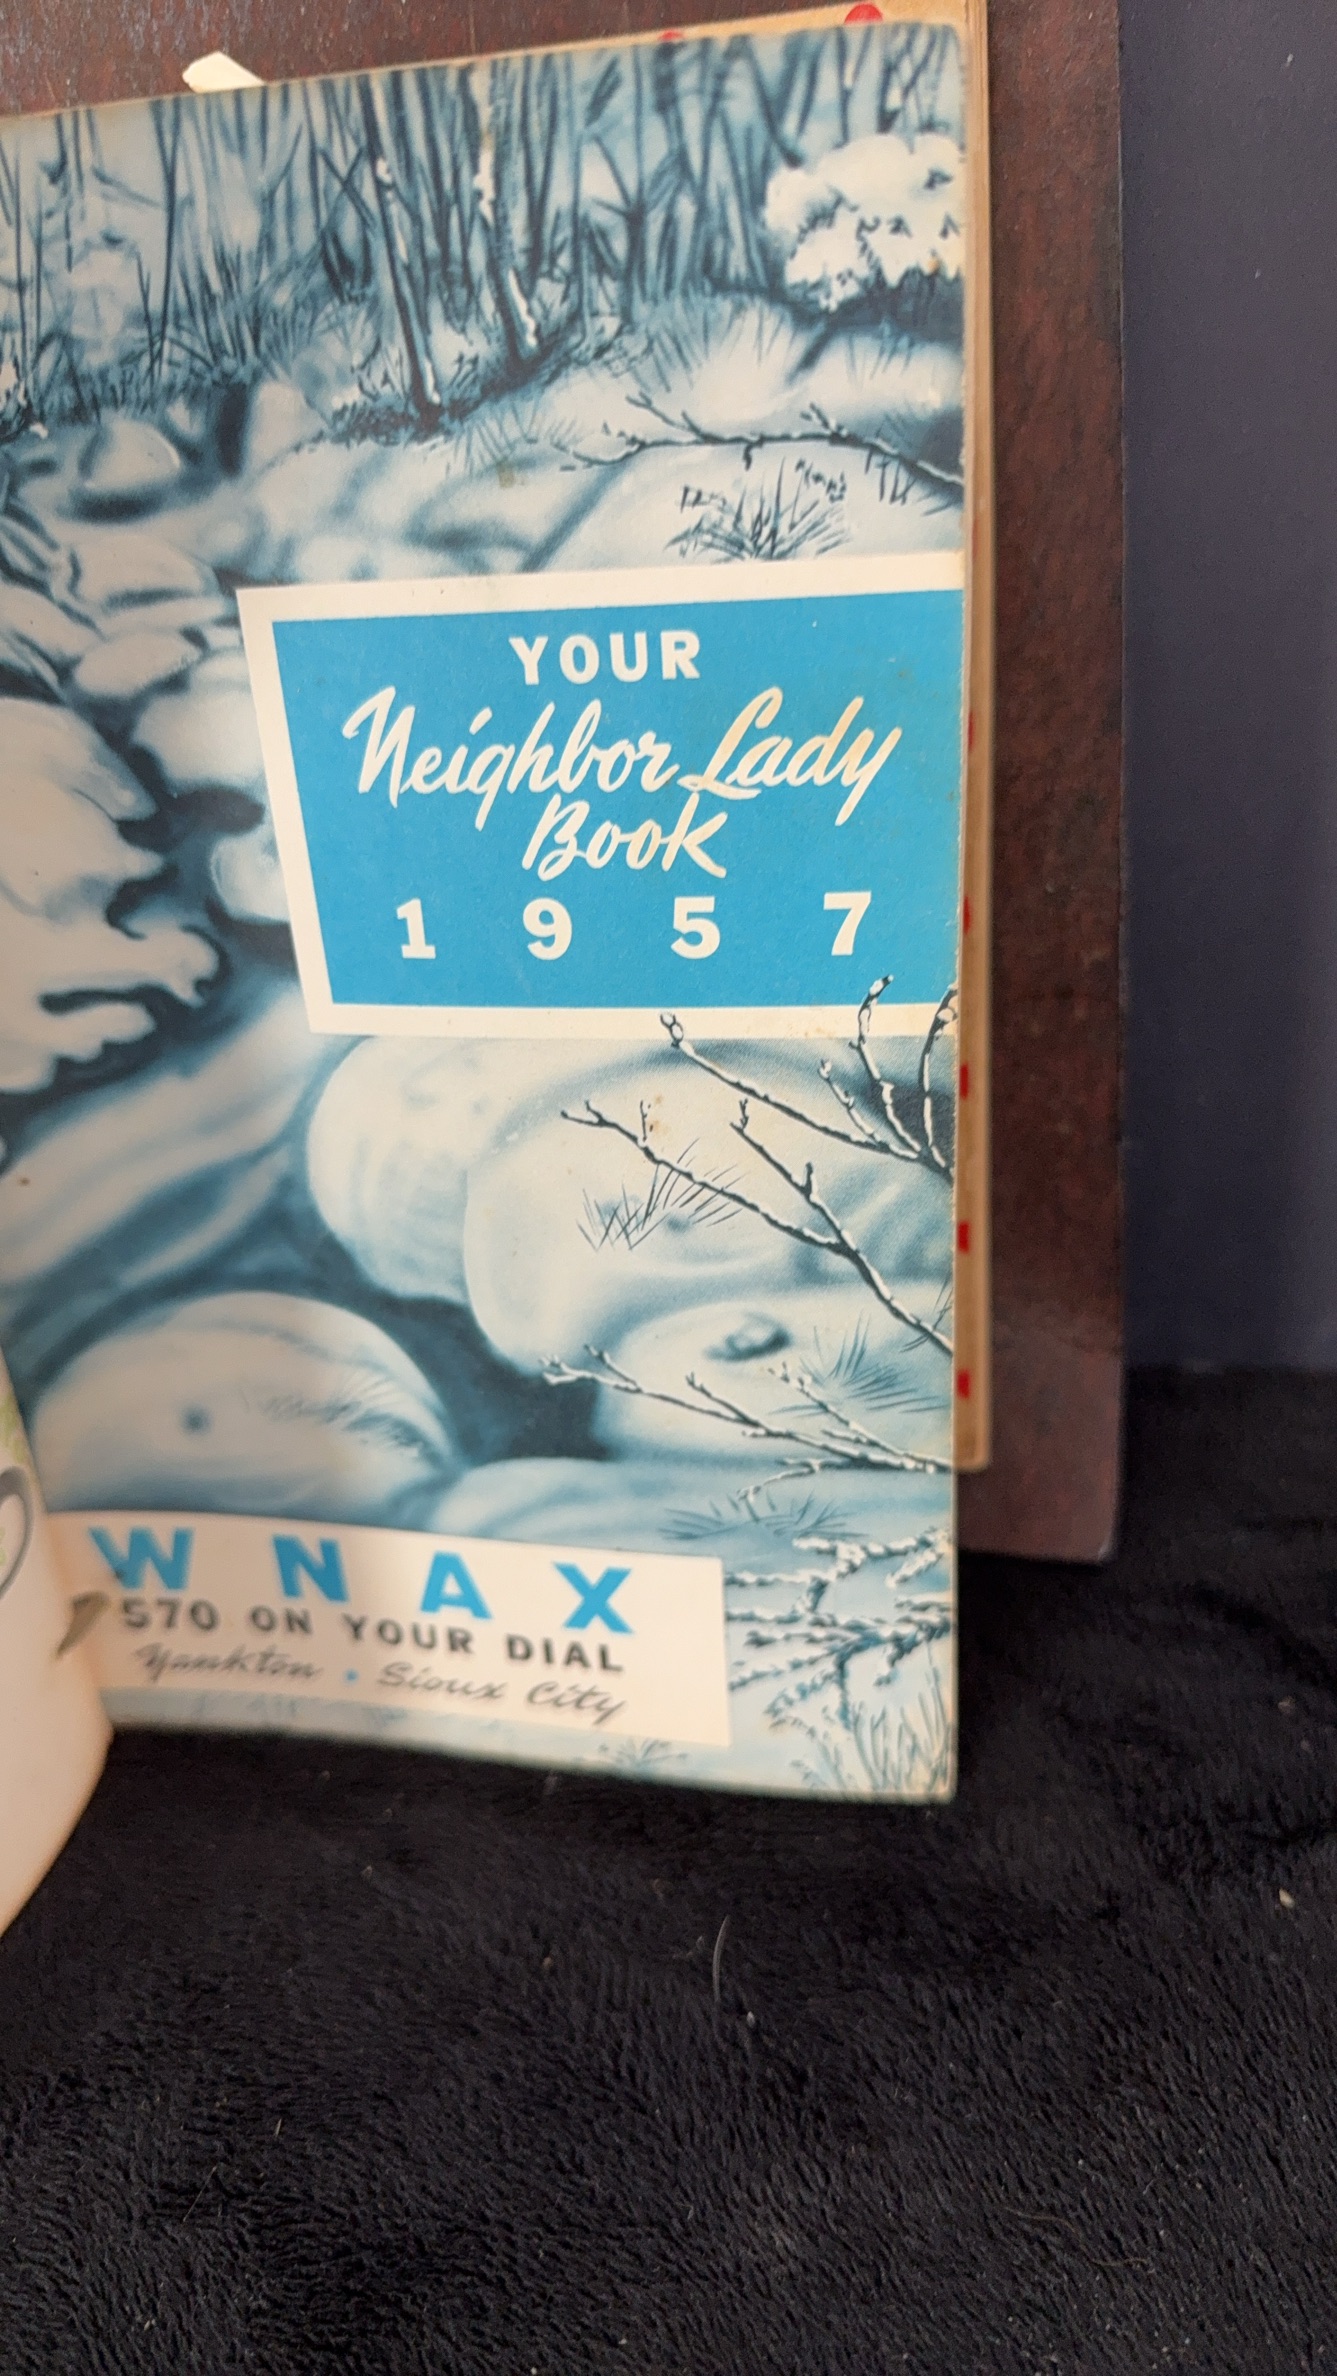 YOUR
Neighbor Lady
Book
1957
WNAX
570 ON YOUR DIAL
Yankton • Sioux City